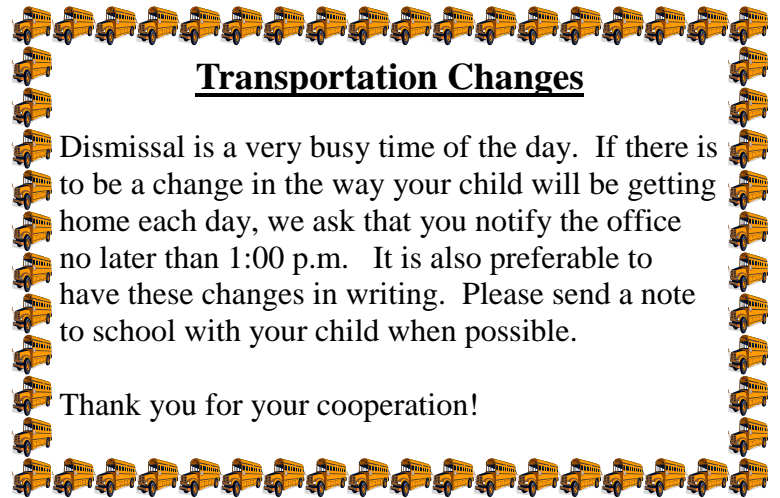 Transportation Changes
Dismissal is a very busy time of the day.  If there is
to be a change in the way your child will be getting
home each day, we ask that you notify the office
no later than 1:00 p.m.   It is also preferable to
have these changes in writing.  Please send a note
to school with your child when possible.
Thank you for your cooperation!